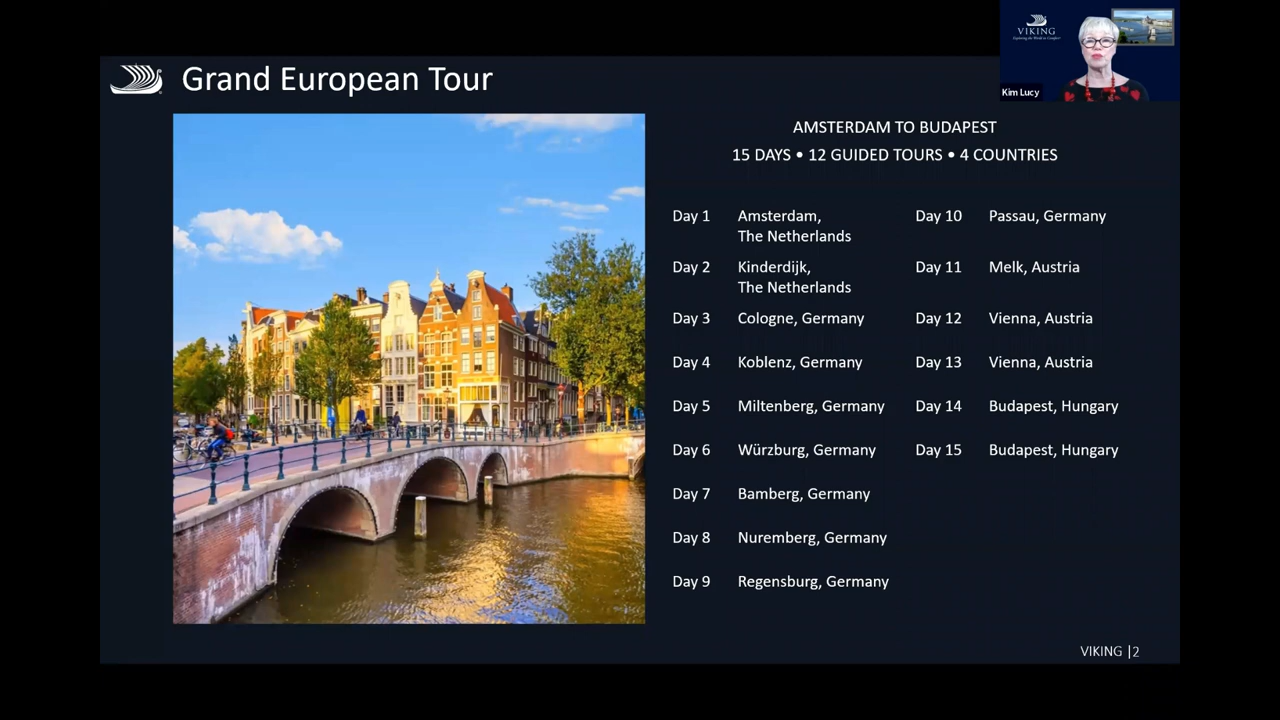 VIKING
Kim Lucy
Grand European Tour
AMSTERDAM TO BUDAPEST
15 DAYS • 12 GUIDED TOURS • 4 COUNTRIES
Day 1 Amsterdam,
The Netherlands
Day 2 Kinderdijk,
The Netherlands
Day 3 Cologne, Germany
Day 4 Koblenz, Germany
Day 5 Miltenberg, Germany
Day 6 Würzburg, Germany
Day 7 Bamberg, Germany
Day 8 Nuremberg, Germany
Day 9 Regensburg, Germany
Day 10 Passau, Germany
Day 11 Melk, Austria
Day 12 Vienna, Austria
Day 13 Vienna, Austria
Day 14 Budapest, Hungary
Day 15 Budapest, Hungary
VIKING |2